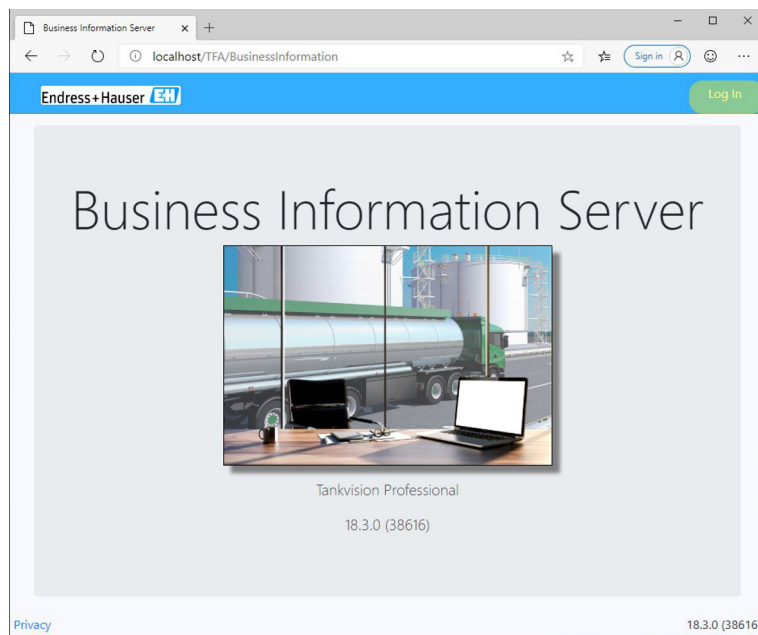 Business Information Server
localhost/TFA/BusinessInformation
Sign in
Endress+Hauser EH
Log In
Business Information Server
Tankvision Professional
18.3.0 (38616)
Privacy
18.3.0 (38616